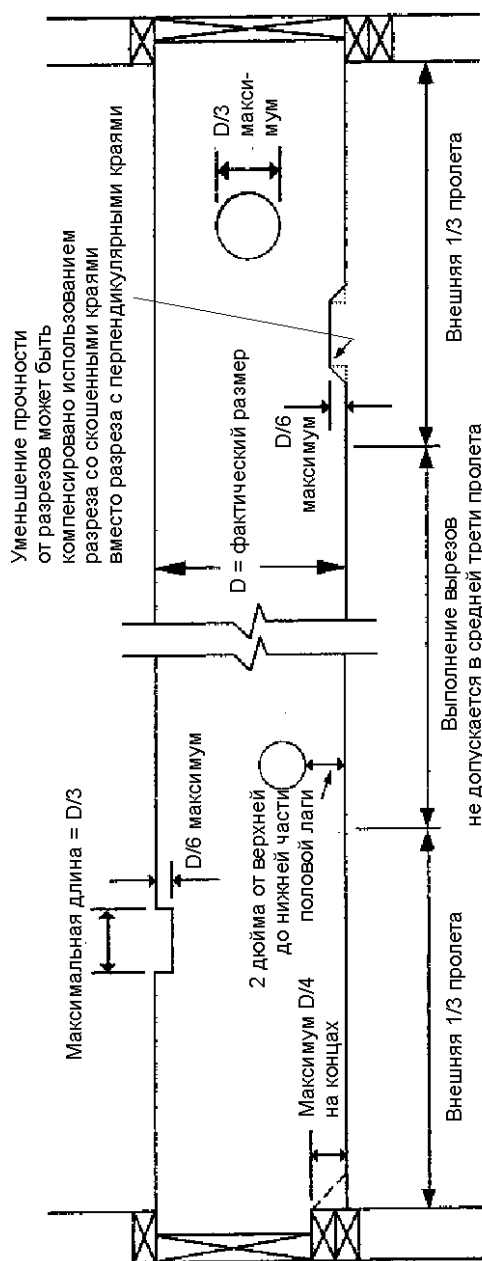 Уменьшение прочности
от разрезов может быть
компенсировано использованием
разреза со скошенными краями
вместо разреза с перпендикулярными краями
Максимальная длина = D/3
D/6 максимум
D/3
макси-
мум
D = фактический размер
D/6
максимум
2 дюйма от верхней
до нижней части
половой лаги
Максимум D/4
на концах
Внешняя 1/3 пролета
Выполнение вырезов
не допускается в средней трети пролета
Внешняя 1/3 пролета